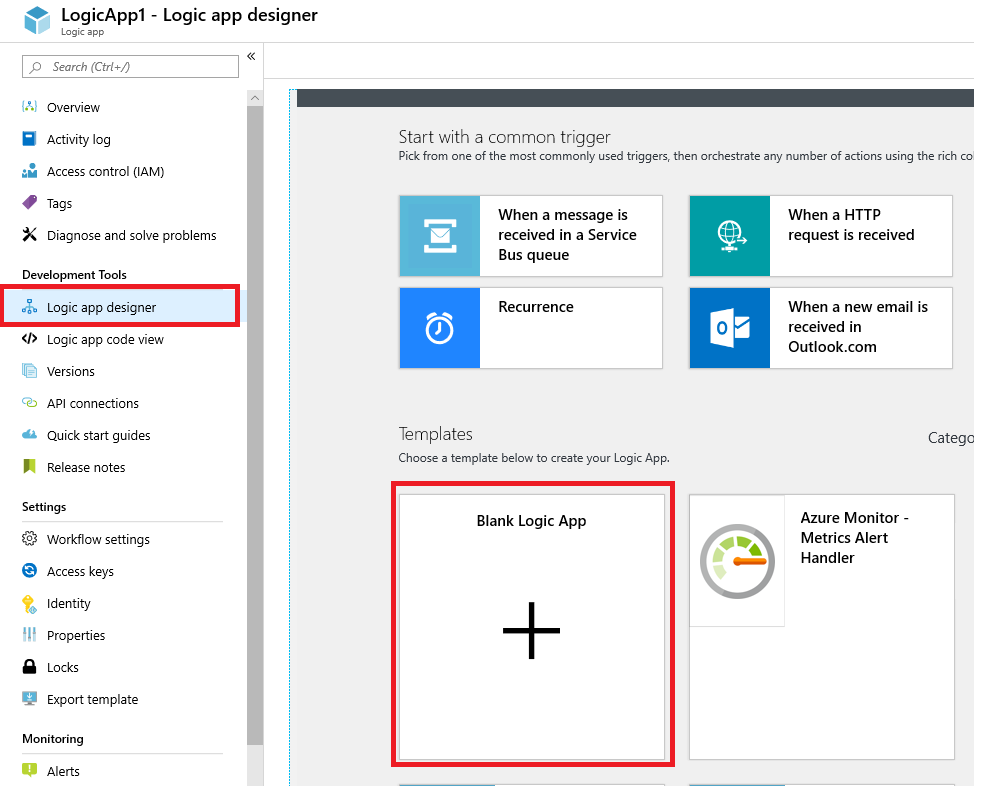 LogicApp1 - Logic app designer
Logic app
Search (Ctrl+/)
«
Overview
Activity log
Access control (IAM)
Tags
Diagnose and solve problems
Development Tools
Logic app designer
Logic app code view
Versions
API connections
Quick start guides
Release notes
Settings
Workflow settings
Access keys
Identity
Properties
Locks
Export template
Monitoring
Alerts
Start with a common trigger
Pick from one of the most commonly used triggers, then orchestrate any number of actions using the rich co
When a message is
received in a Service
Bus queue
When a HTTP
request is received
Recurrence
When a new email is
received in
Outlook.com
Templates
Choose a template below to create your Logic App.
Catego
Blank Logic App
Azure Monitor -
Metrics Alert
Handler